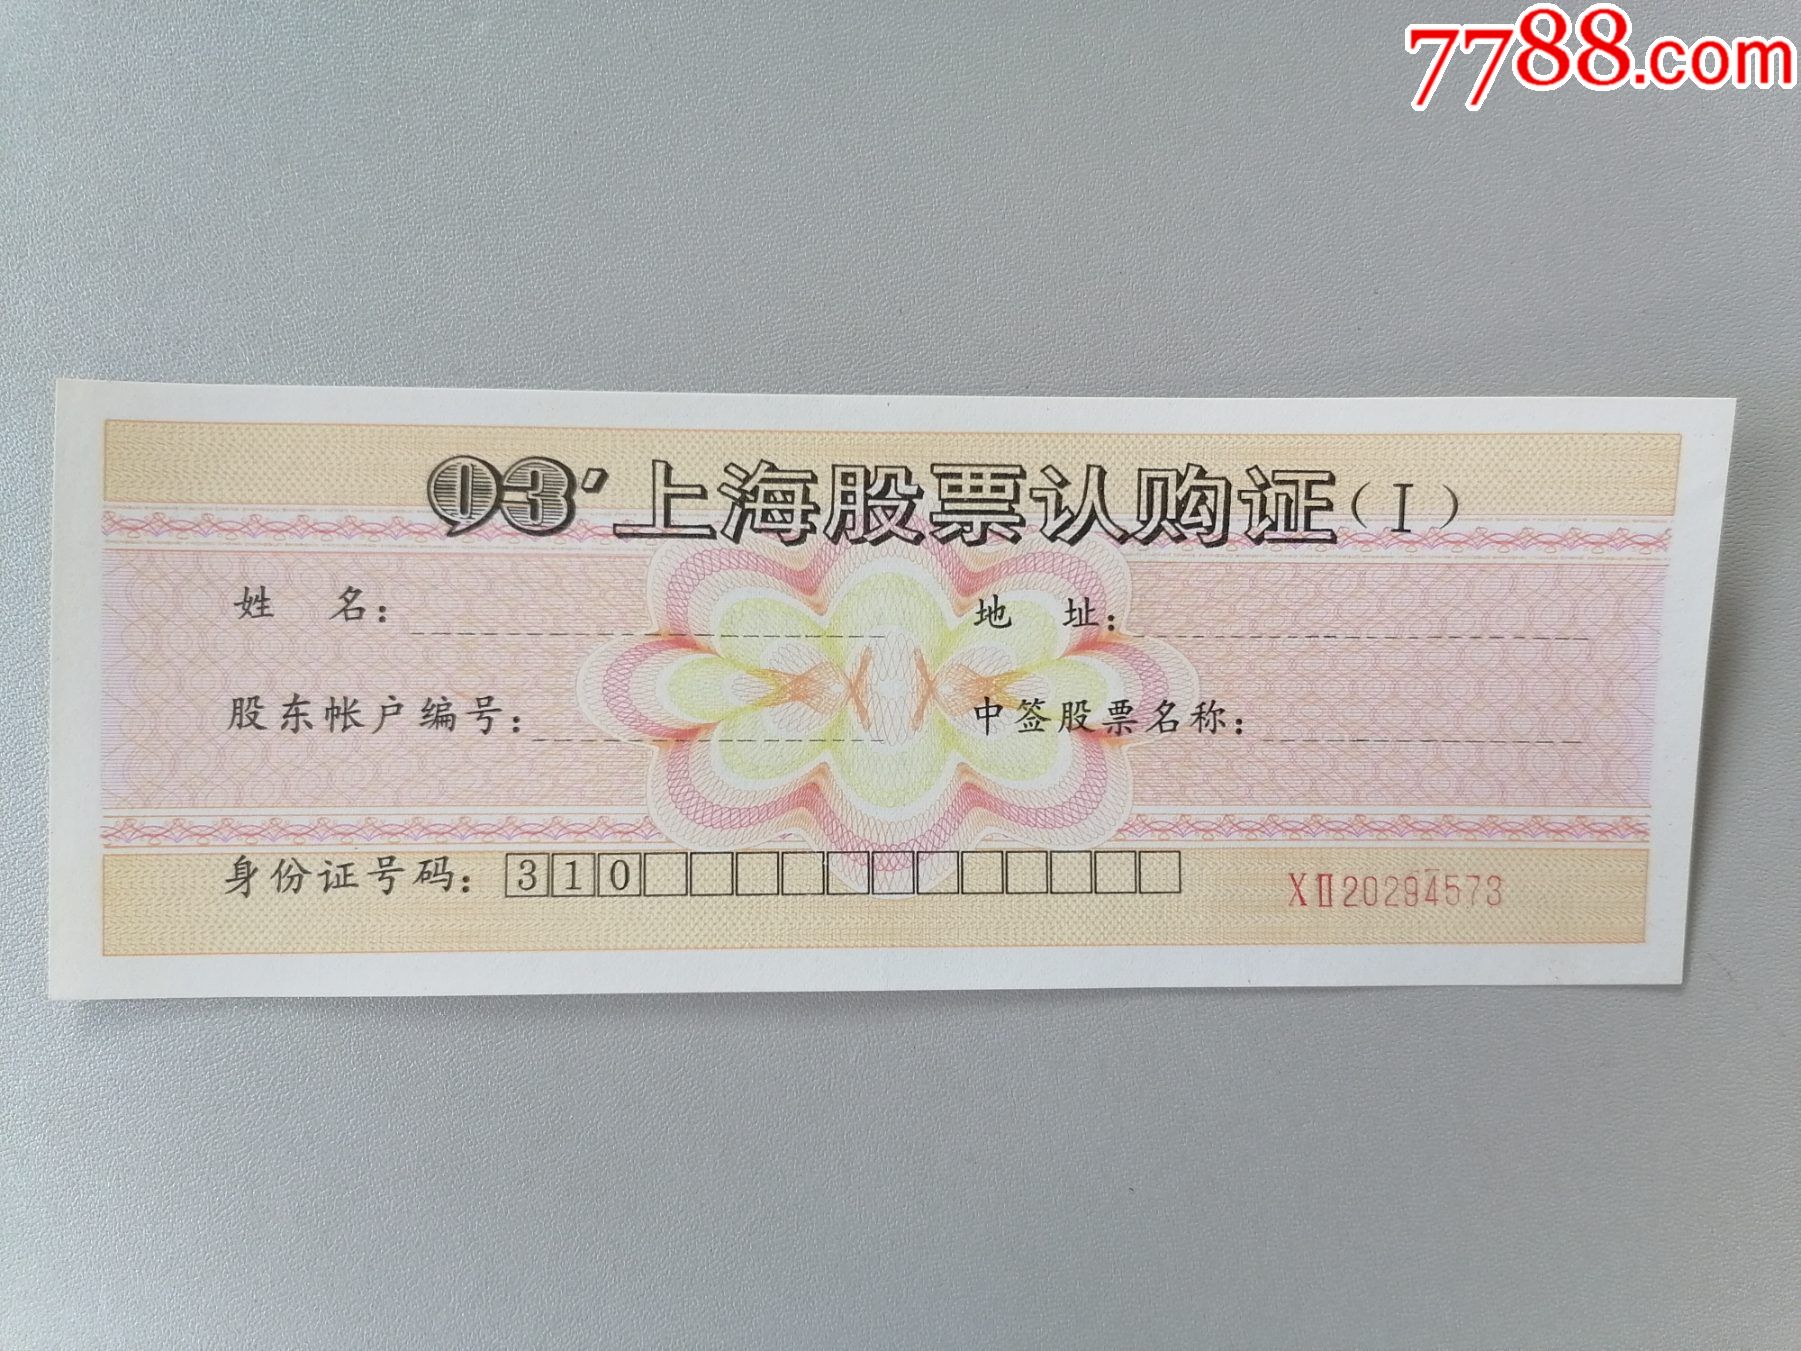 7788.com
93′上海股票认购证(I)
姓 名: 地 址:
股东帐户编号: 中签股票名称:
身份证号码: 310 XⅡ20294573